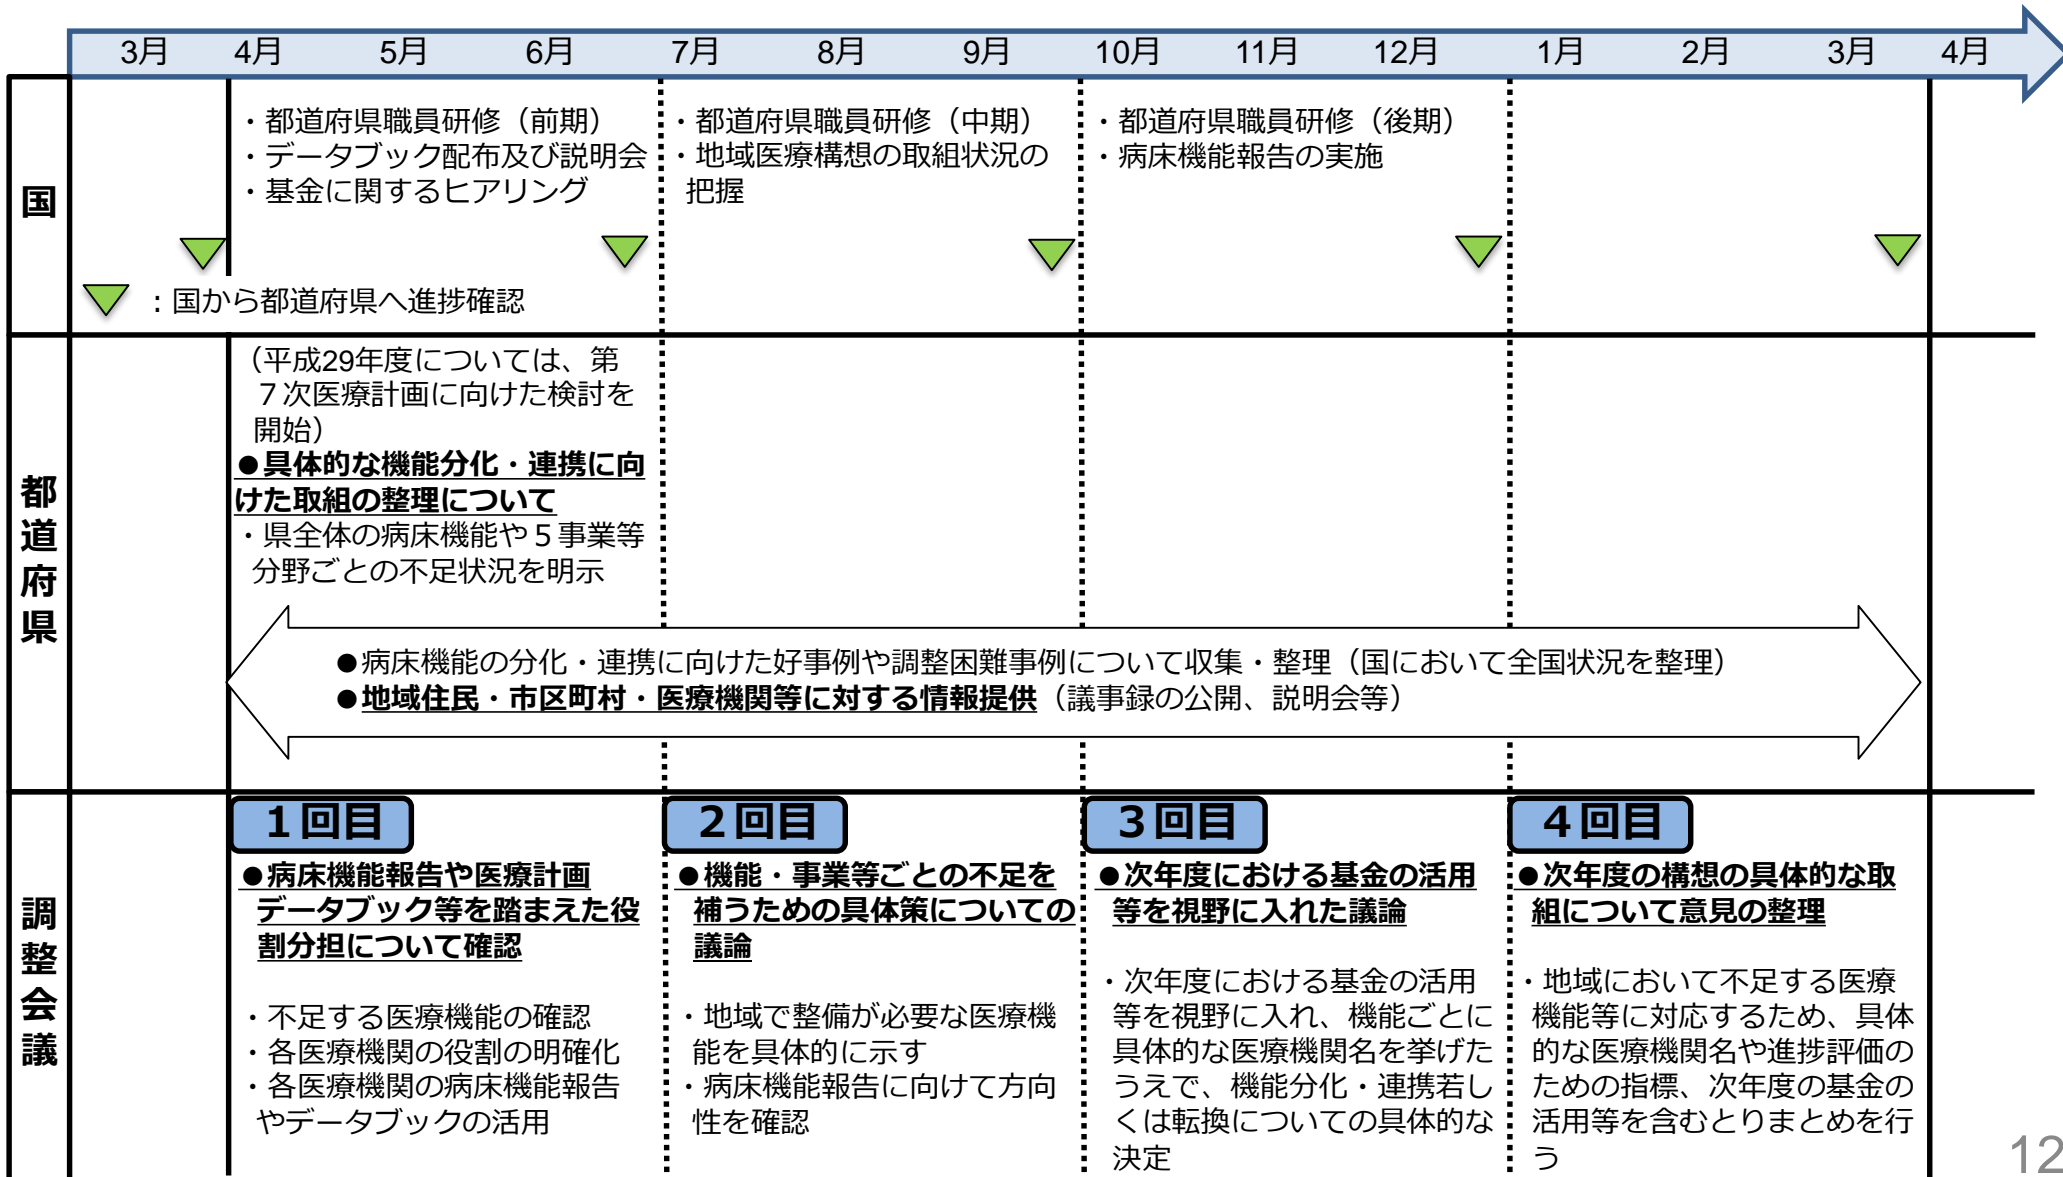 3月 4月 5月 6月 7月 8月 9月 10月 11月 12月 1月 2月 3月 4月
国
・都道府県職員研修（前期）
・データブック配布及び説明会
・基金に関するヒアリング
・都道府県職員研修（中期）
・地域医療構想の取組状況の
把握
・都道府県職員研修（後期）
・病床機能報告の実施
：国から都道府県へ進捗確認
都道府県
（平成29年度については、第
７次医療計画に向けた検討を
開始）
●具体的な機能分化・連携に向
けた取組の整理について
・県全体の病床機能や５事業等
分野ごとの不足状況を明示
●病床機能の分化・連携に向けた好事例や調整困難事例について収集・整理（国において全国状況を整理）
●地域住民・市区町村・医療機関等に対する情報提供（議事録の公開、説明会等）
調整会議
１回目
●病床機能報告や医療計画
データブック等を踏まえた役
割分担について確認
・不足する医療機能の確認
・各医療機関の役割の明確化
・各医療機関の病床機能報告
やデータブックの活用
２回目
●機能・事業等ごとの不足を
補うための具体策についての
議論
・地域で整備が必要な医療機
能を具体的に示す
・病床機能報告に向けて方向
性を確認
３回目
●次年度における基金の活用
等を視野に入れた議論
・次年度における基金の活用
等を視野に入れ、機能ごとに
具体的な医療機関名を挙げた
うえで、機能分化・連携若し
くは転換についての具体的な
決定
４回目
●次年度の構想の具体的な取
組について意見の整理
・地域において不足する医療
機能等に対応するため、具体
的な医療機関名や進捗評価の
ための指標、次年度の基金の
活用等を含むとりまとめを行
う
12